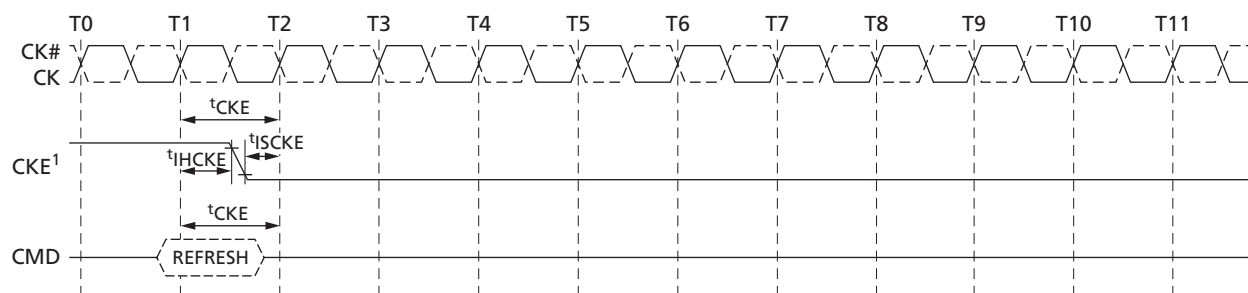 T0 T1 T2 T3 T4 T5 T6 T7 T8 T9 T10 T11
CK#
CK
tCKE
tISCKE
CKE1
tIHCKE
tCKE
CMD
REFRESH